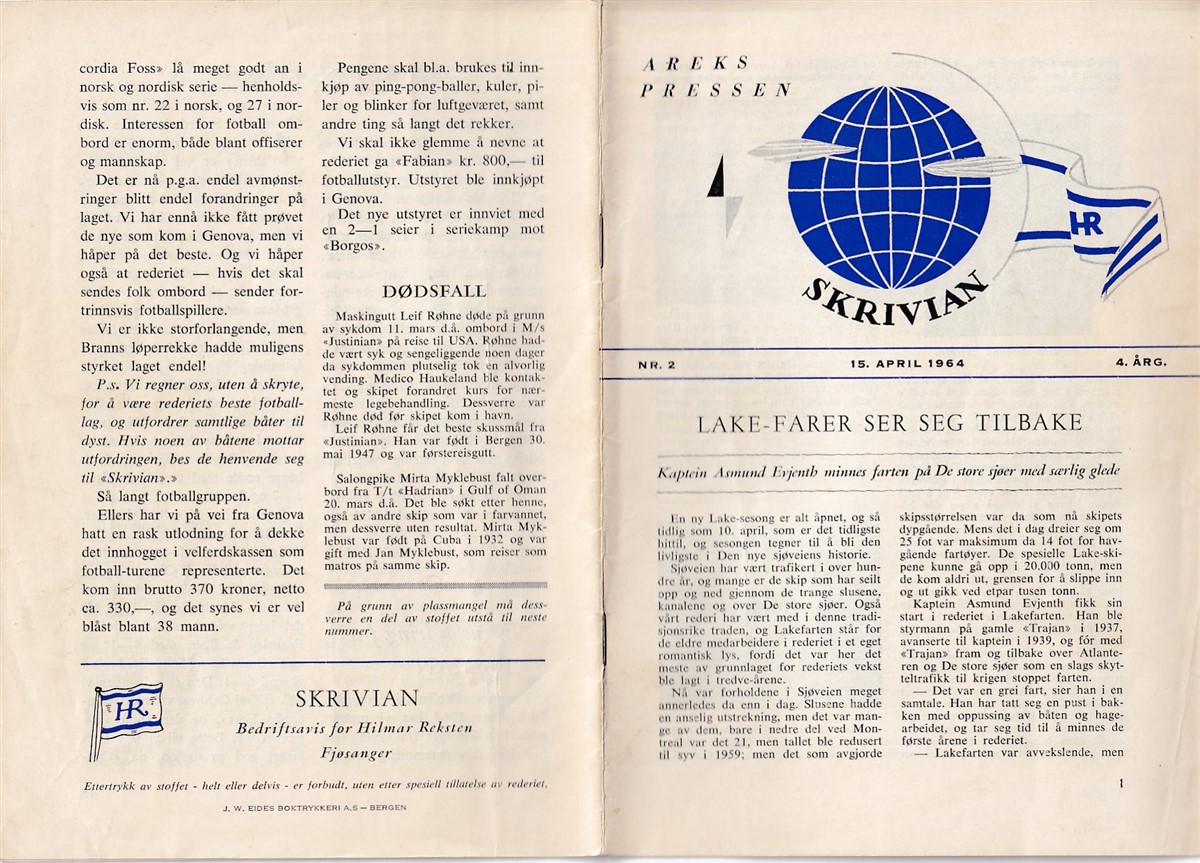 cordia Foss» lå meget godt an i
norsk og nordisk serie — henholds-
vis som nr. 22 i norsk, og 27 i nor-
disk. Interessen for fotball om-
bord er enorm, både blant offiserer
og mannskap.
Det er nå p.g.a. endel avmønst-
ringer blitt endel forandringer på
laget. Vi har ennå ikke fått prøvet
de nye som kom i Genova, men vi
håper på det beste. Og vi håper
også at rederiet — hvis det skal
sendes folk ombord — sender for-
trinnsvis fotballspillere.
Vi er ikke storforlangende, men
Branns løperrekke hadde muligens
styrket laget endel!
P.s. Vi regner oss, uten å skryte,
for å være rederiets beste fotball-
lag, og utfordrer samtlige båter til
dyst. Hvis noen av båtene mottar
utfordringen, bes de henvende seg
til «Skrivian».»
Så langt fotballgruppen.
Ellers har vi på vei fra Genova
hatt en rask utlodning for å dekke
det innhogget i velferdskassen som
fotball-turene representerte. Det
kom inn brutto 370 kroner, netto
ca. 330,—, og det synes vi er vel
blåst blant 38 mann.
Pengene skal bl.a. brukes til inn-
kjøp av ping-pong-baller, kuler, pi-
ler og blinker for luftgeværet, samt
andre ting så langt det rekker.
Vi skal ikke glemme å nevne at
rederiet ga «Fabian» kr. 800,— til
fotballutstyr. Utstyret ble innkjøpt
i Genova.
Det nye utstyret er innviet med
en 2—1 seier i seriekamp mot
«Borgos».
DØDSFALL
Maskingutt Leif Røhne døde på grunn
av sykdom 11. mars d.å. ombord i M/s
«Justinian» på reise til USA. Røhne had-
de vært syk og sengeliggende noen dager
da sykdommen plutselig tok en alvorlig
vending. Medico Haukeland ble kontak-
tet og skipet forandret kurs for nær-
meste legebehandling. Dessverre var
Røhne død før skipet kom i havn.
Leif Røhne får det beste skussmål fra
«Justinian». Han var født i Bergen 30.
mai 1947 og var førstereisgutt.
Salongpike Mirta Myklebust falt over-
bord fra T/t «Hadrian» i Gulf of Oman
20. mars d.å. Det ble søkt etter henne,
også av andre skip som var i farvannet,
men dessverre uten resultat. Mirta Myk-
lebust var født på Cuba i 1932 og var
gift med Jan Myklebust, som reiser som
matros på samme skip.
På grunn av plassmangel må dess-
verre en del av stoffet utstå til neste
nummer.
HR
SKRIVIAN
Bedriftsavis for Hilmar Reksten
Fjøsanger
Ettertrykk av stoffet - helt eller delvis - er forbudt, uten etter spesiell tillatelse av rederiet.
J. W. EIDES BOKTRYKKERI A.S — BERGEN
AREKS
PRESSEN
HR
SKRIVIAN
NR. 2 15. APRIL 1964 4. ÅRG.
LAKE-FARER SER SEG TILBAKE
Kaptein Asmund Evjenth minnes farten på De store sjøer med særlig glede
En ny Lake-sesong er alt åpnet, og så
tidlig som 10. april, som er det tidligste
hittil, og sesongen tegner til å bli den
livligste i Den nye sjøveiens historie.
Sjøveien har vært trafikert i over hun-
dre år, og mange er de skip som har seilt
opp og ned gjennom de trange slusene,
kanalene og over De store sjøer. Også
vårt rederi har vært med i denne tradi-
sjonsrike traden, og Lakefarten står for
de eldre medarbeidere i rederiet i et eget
romantisk lys, fordi det var her det
meste av grunnlaget for rederiets vekst
ble lagt i tredve-årene.
Nå var forholdene i Sjøveien meget
annerledes da enn i dag. Slusene hadde
en anselig utstrekning, men det var man-
ge av dem, bare i nedre del ved Mon-
treal var det 21, men tallet ble redusert
til syv i 1959; men det som avgjorde
skipsstørrelsen var da som nå skipets
dypgående. Mens det i dag dreier seg om
25 fot var maksimum da 14 fot for hav-
gående fartøyer. De spesielle Lake-ski-
pene kunne gå opp i 20.000 tonn, men
de kom aldri ut, grensen for å slippe inn
og ut gikk ved etpar tusen tonn.
Kaptein Asmund Evjenth fikk sin
start i rederiet i Lakefarten. Han ble
styrmann på gamle «Trajan» i 1937,
avanserte til kaptein i 1939, og fór med
«Trajan» fram og tilbake over Atlante-
ren og De store sjøer som en slags skyt-
teltrafikk til krigen stoppet farten.
— Det var en grei fart, sier han i en
samtale. Han har tatt seg en pust i bak-
ken med oppussing av båten og hage-
arbeidet, og tar seg tid til å minnes de
første årene i rederiet.
— Lakefarten var avvekslende, men
1